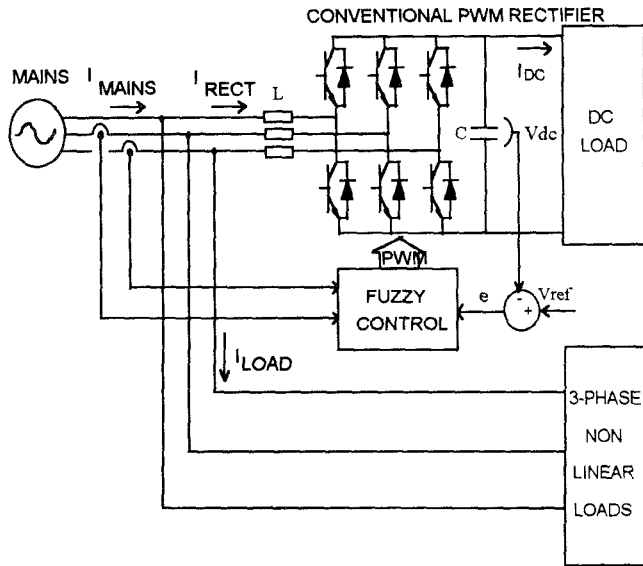 CONVENTIONAL PWM RECTIFIER
MAINS
I MAINS
I RECT
L
I DC
C
Vdc
DC
LOAD
PWM
FUZZY
CONTROL
e
-
+
Vref
I LOAD
3-PHASE
NON
LINEAR
LOADS